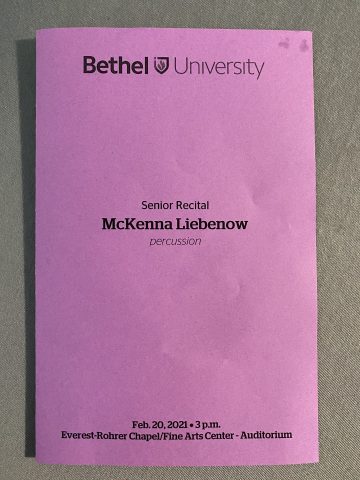 Bethel University
Senior Recital
McKenna Liebenow
percussion
Feb. 20, 2021 • 3 p.m.
Everest-Rohrer Chapel/Fine Arts Center - Auditorium